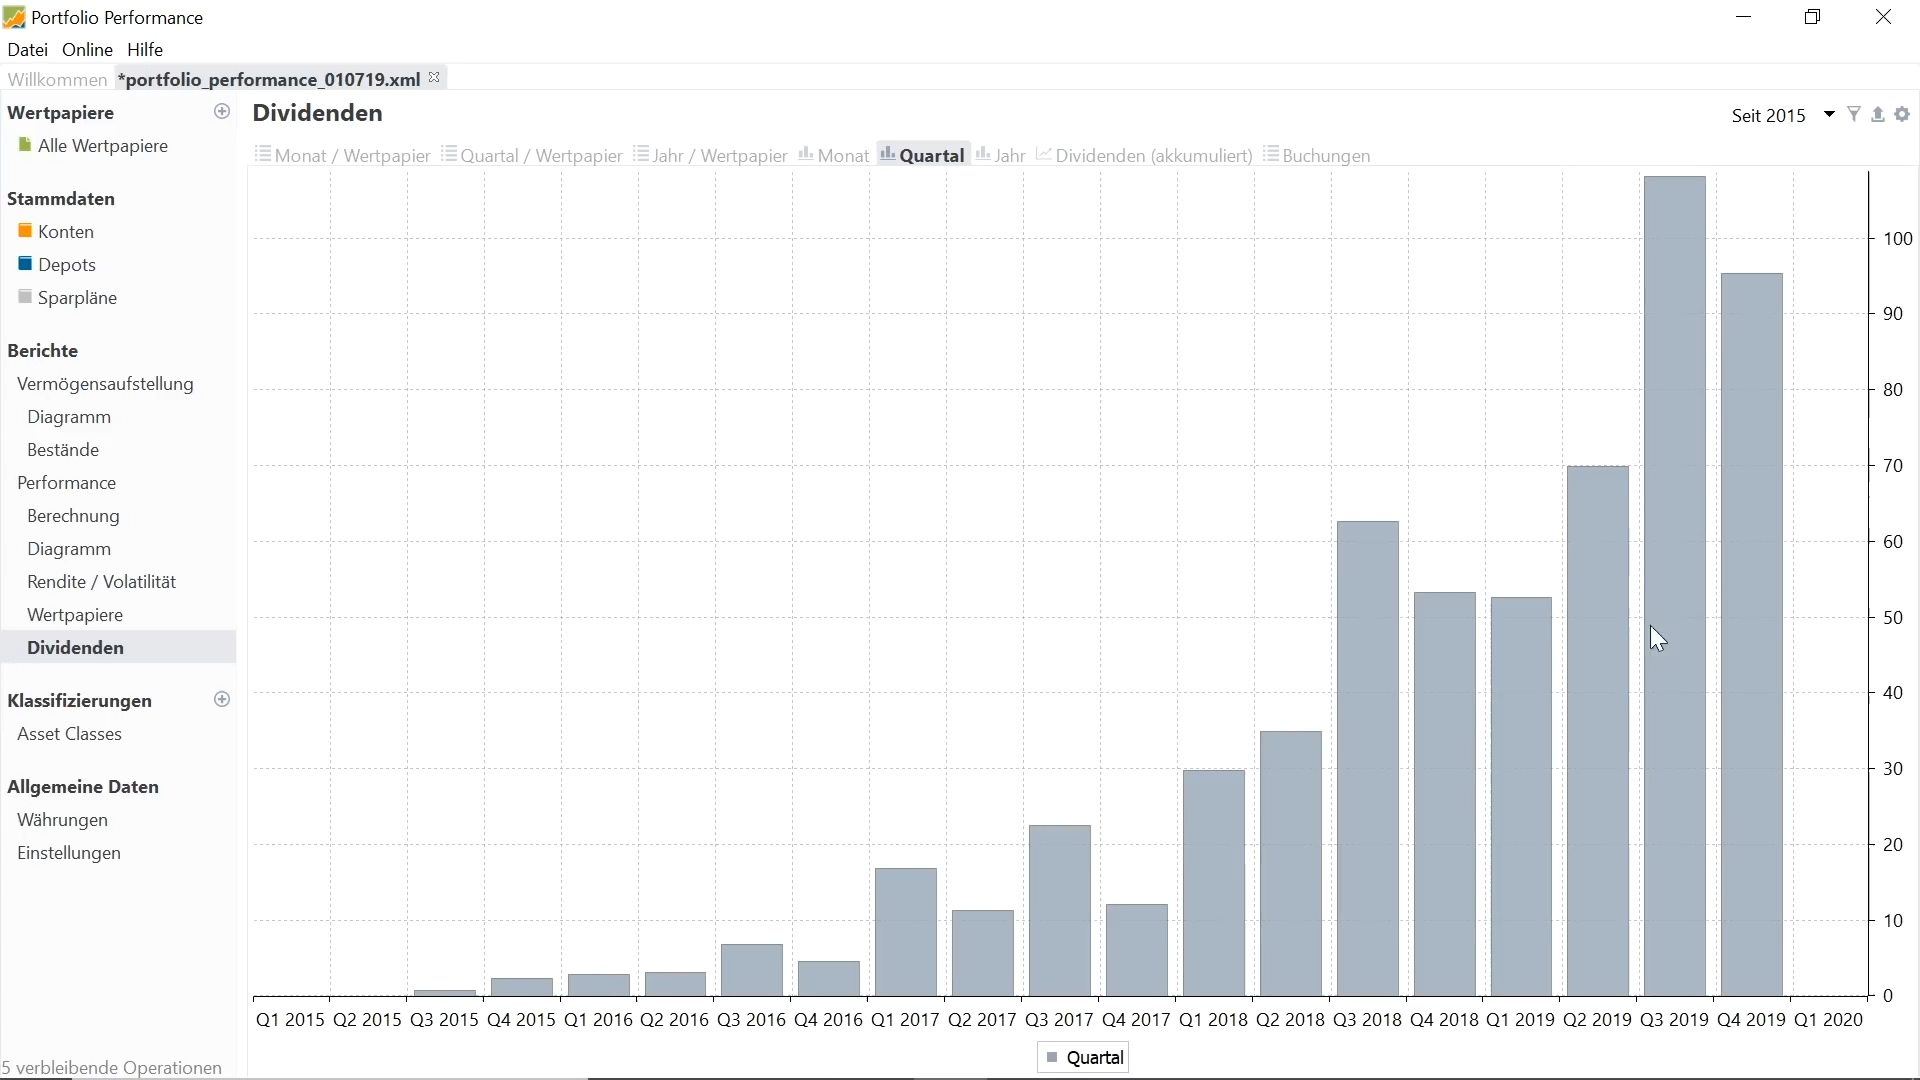 Portfolio Performance
Datei Online Hilfe
Willkommen *portfolio_performance_010719.xml
Wertpapiere
Alle Wertpapiere
Stammdaten
Konten
Depots
Sparpläne
Berichte
Vermögensaufstellung
Diagramm
Bestände
Performance
Berechnung
Diagramm
Rendite / Volatilität
Wertpapiere
Dividenden
Klassifizierungen
Asset Classes
Allgemeine Daten
Währungen
Einstellungen
5 verbleibende Operationen
Dividenden
Seit 2015
Monat / Wertpapier Quartal / Wertpapier Jahr / Wertpapier Monat Quartal Jahr Dividenden (akkumuliert) Buchungen
100
90
80
70
60
50
40
30
20
10
0
Q1 2015 Q2 2015 Q3 2015 Q4 2015 Q1 2016 Q2 2016 Q3 2016 Q4 2016 Q1 2017 Q2 2017 Q3 2017 Q4 2017 Q1 2018 Q2 2018 Q3 2018 Q4 2018 Q1 2019 Q2 2019 Q3 2019 Q4 2019 Q1 2020
Quartal